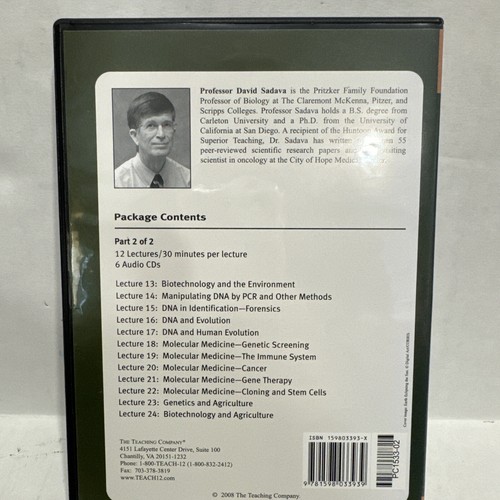 Professor David Sadava is the Pritzker Family Foundation
Professor of Biology at The Claremont McKenna, Pitzer, and
Scripps Colleges. Professor Sadava holds a B.S. degree from
Carleton University and a Ph.D. from the University of
California at San Diego. A recipient of the Huntoon Award for
Superior Teaching, Dr. Sadava has written 55
peer-reviewed scientific research papers
scientist in oncology at the City of Hope
Package Contents
Part 2 of 2
12 Lectures/30 minutes per lecture
6 Audio CDs
Lecture 13: Biotechnology and the Environment
Lecture 14: Manipulating DNA by PCR and Other Methods
Lecture 15: DNA in Identification—Forensics
Lecture 16: DNA and Evolution
Lecture 17: DNA and Human Evolution
Lecture 18: Molecular Medicine—Genetic Screening
Lecture 19: Molecular Medicine—The Immune System
Lecture 20: Molecular Medicine—Cancer
Lecture 21: Molecular Medicine—Gene Therapy
Lecture 22: Molecular Medicine—Cloning and Stem Cells
Lecture 23: Genetics and Agriculture
Lecture 24: Biotechnology and Agriculture
THE TEACHING COMPANY®
4151 Lafayette Center Drive, Suite 100
Chantilly, VA 20151-1232
Phone: 1-800-TEACH-12 (1-800-832-2412)
Fax: 703-378-3819
WWW.TEACH12.COM
ISBN 159803393-X
9 781598 033939
PC1533-02
© 2008 The Teaching Company.